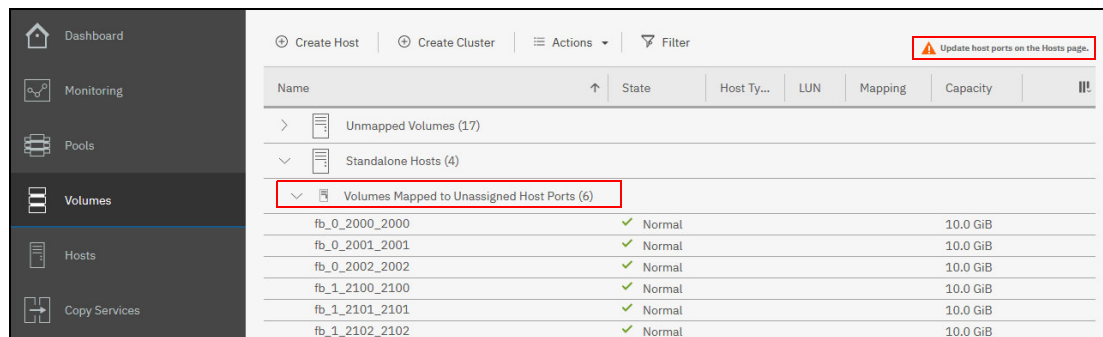 Dashboard
Monitoring
Pools
Volumes
Hosts
Copy Services
Create Host Create Cluster Actions Filter
Update host ports on the Hosts page.
Name State Host Ty... LUN Mapping Capacity
Unmapped Volumes (17)
Standalone Hosts (4)
Volumes Mapped to Unassigned Host Ports (6)
fb_0_2000_2000 Normal 10.0 GiB
fb_0_2001_2001 Normal 10.0 GiB
fb_0_2002_2002 Normal 10.0 GiB
fb_1_2100_2100 Normal 10.0 GiB
fb_1_2101_2101 Normal 10.0 GiB
fb_1_2102_2102 Normal 10.0 GiB